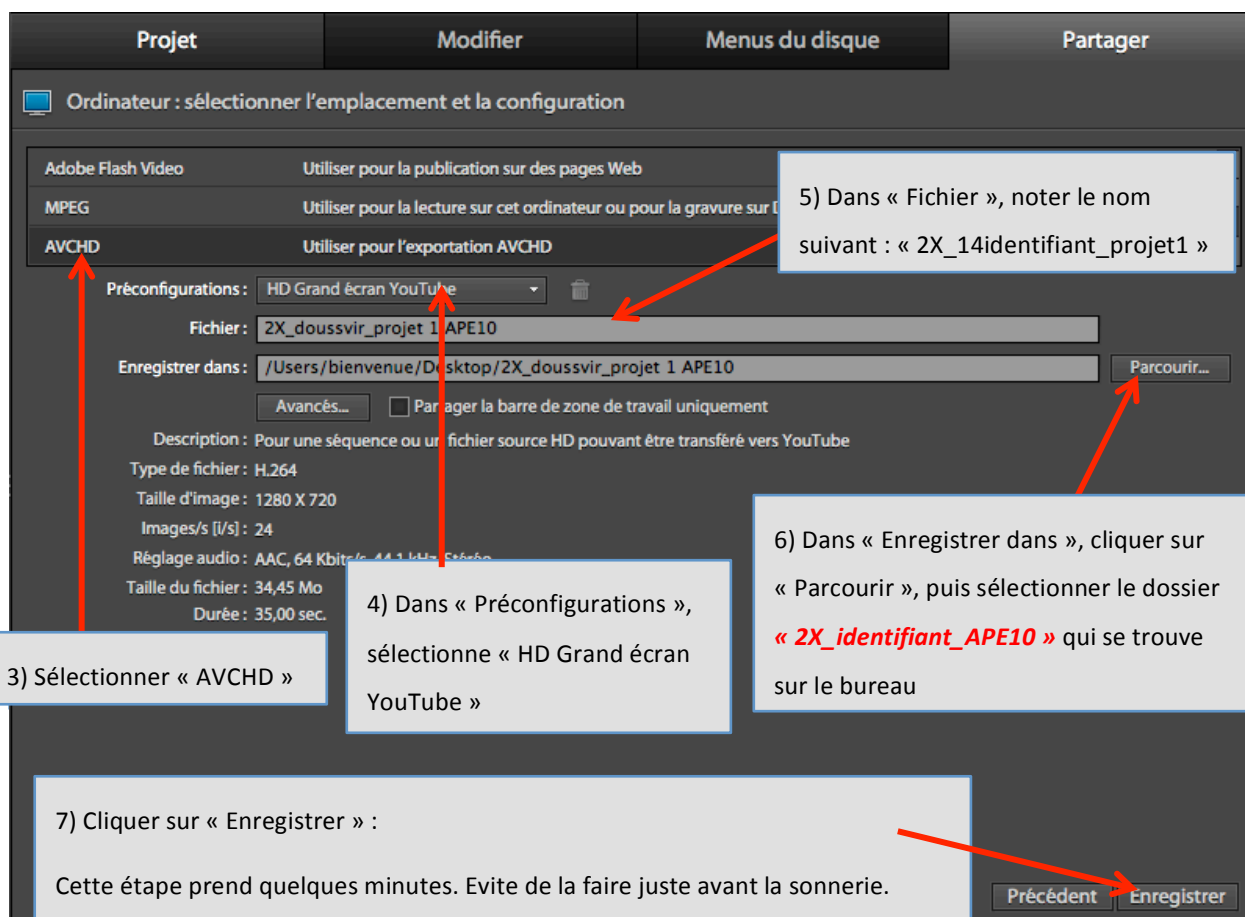 Projet Modifier Menus du disque Partager
Ordinateur : sélectionner l'emplacement et la configuration
Adobe Flash Video Utiliser pour la publication sur des pages Web
MPEG Utiliser pour la lecture sur cet ordinateur ou pour la gravure sur
AVCHD Utiliser pour l'exportation AVCHD
5) Dans « Fichier », noter le nom
suivant : « 2X_14identifiant_projet1 »
Préconfigurations : HD Grand écran YouTube
Fichier : 2X_doussvir_projet 1 APE10
Enregistrer dans : /Users/bienvenue/Desktop/2X_doussvir_projet 1 APE10 Parcourir...
Avancés... Partager la barre de zone de travail uniquement
Description : Pour une séquence ou un fichier source HD pouvant être transféré vers YouTube
Type de fichier : H.264
Taille d'image : 1280 X 720
Images/s [i/s] : 24
Réglage audio : AAC, 64 Kbits/s, 44,1 kHz, Stéréo
Taille du fichier : 34,45 Mo
Durée : 35,00 sec.
3) Sélectionner « AVCHD »
4) Dans « Préconfigurations »,
sélectionne « HD Grand écran
YouTube »
6) Dans « Enregistrer dans », cliquer sur
« Parcourir », puis sélectionner le dossier
« 2X_identifiant_APE10 » qui se trouve
sur le bureau
7) Cliquer sur « Enregistrer » :
Cette étape prend quelques minutes. Evite de la faire juste avant la sonnerie.
Précédent Enregistrer